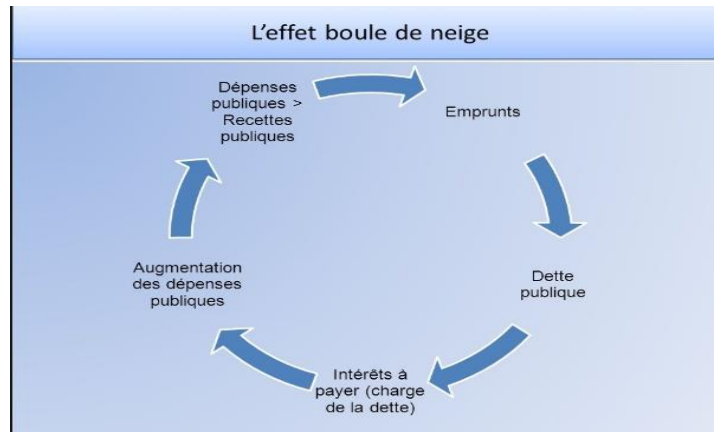 L'effet boule de neige
Dépenses
publiques >
Recettes
publiques
Emprunts
Dette
publique
Intérêts à
payer (charge
de la dette)
Augmentation
des dépenses
publiques